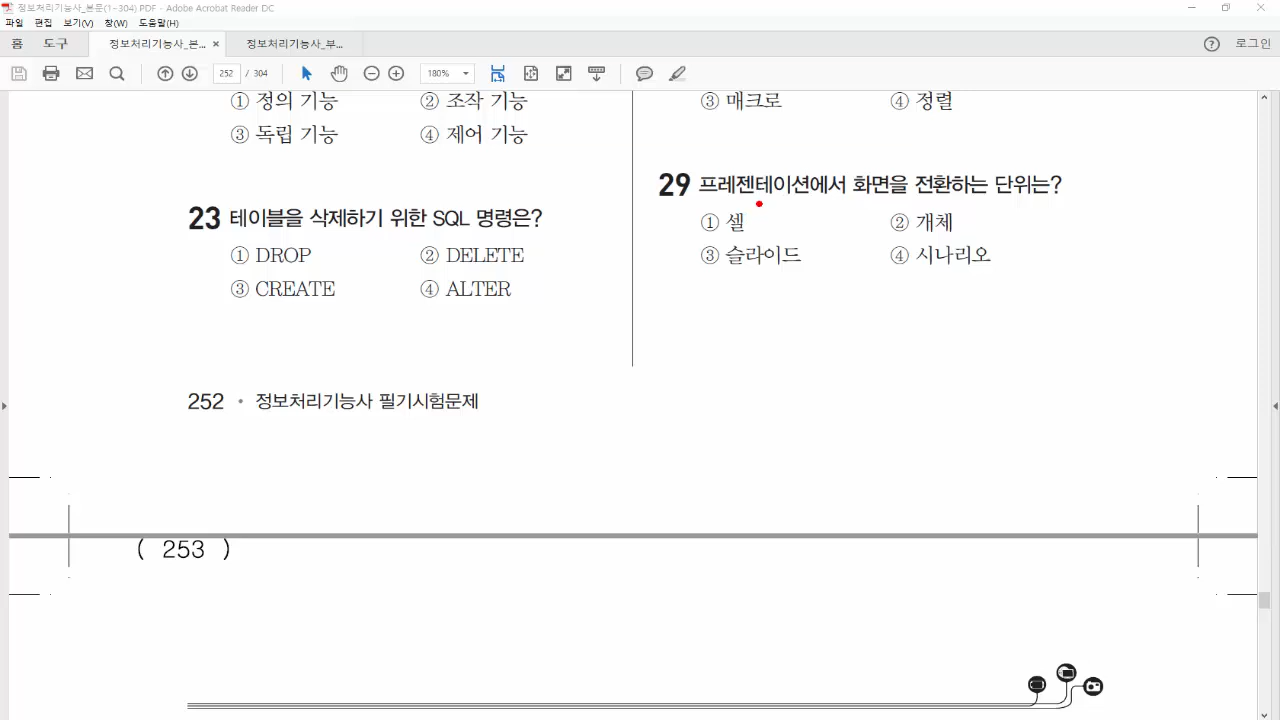 정보처리기능사_본문(1~304) PDF - Adobe Acrobat Reader DC
파일 편집 보기(V) 창(W) 도움말(H)
홈 도구 정보처리기능사_본... × 정보처리기능사_부... 로그인
252 / 304 180%
① 정의 기능 ② 조작 기능
③ 독립 기능 ④ 제어 기능
23 테이블을 삭제하기 위한 SQL 명령은?
① DROP ② DELETE
③ CREATE ④ ALTER
③ 매크로 ④ 정렬
29 프레젠테이션에서 화면을 전환하는 단위는?
① 셀 ② 개체
③ 슬라이드 ④ 시나리오
252 • 정보처리기능사 필기시험문제
( 253 )